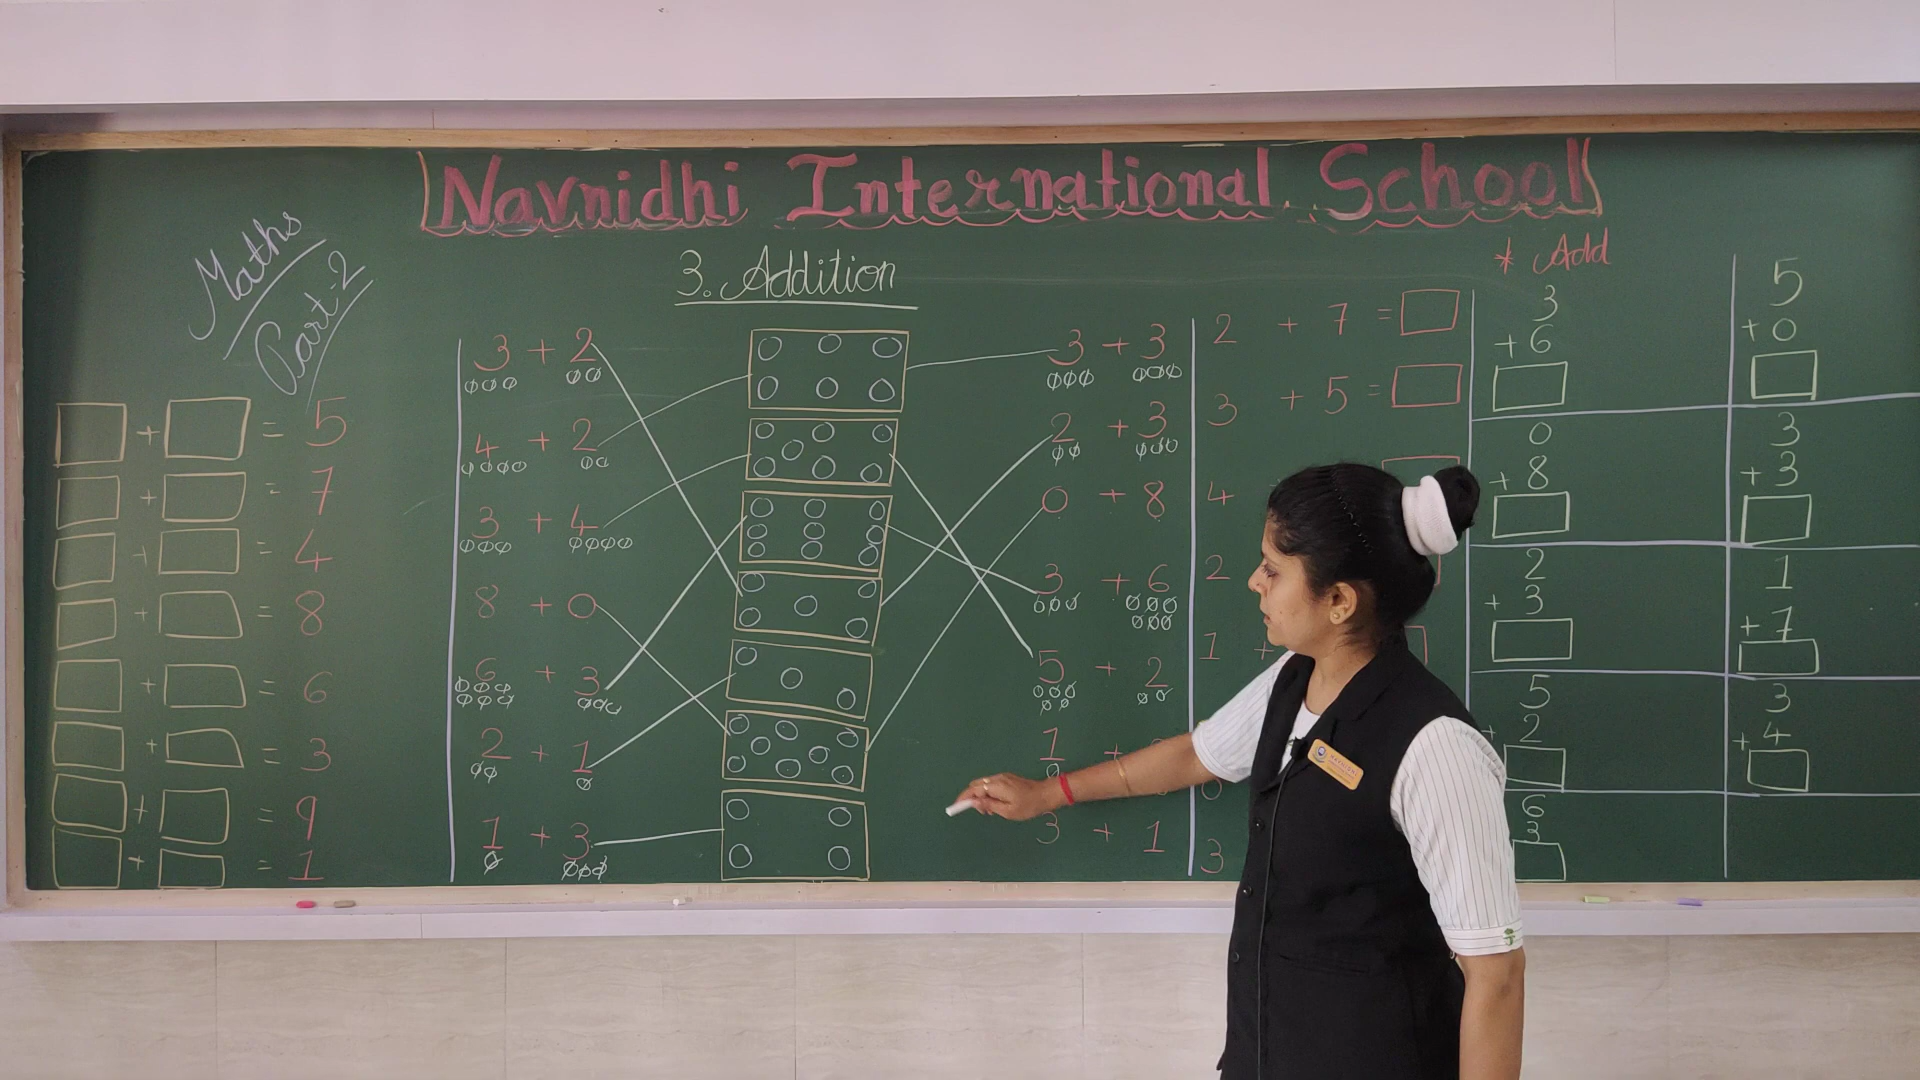 Navnidhi International School
Maths
Part-2
3. Addition
* Add
+ = 5
+ = 7
+ = 4
+ = 8
+ = 6
+ = 3
+ = 9
+ = 1
3 + 2
4 + 2
3 + 4
8 + 0
6 + 3
2 + 1
1 + 3
3 + 3
2 + 3
0 + 8
3 + 6
5 + 2
1 +
3 + 1
2 + 7 =
3 + 5 =
4
2
1 +
0
3
3
+ 6
0
+ 8
2
+ 3
5
+ 2
6
3
5
+ 0
3
+ 3
1
+ 7
3
+ 4